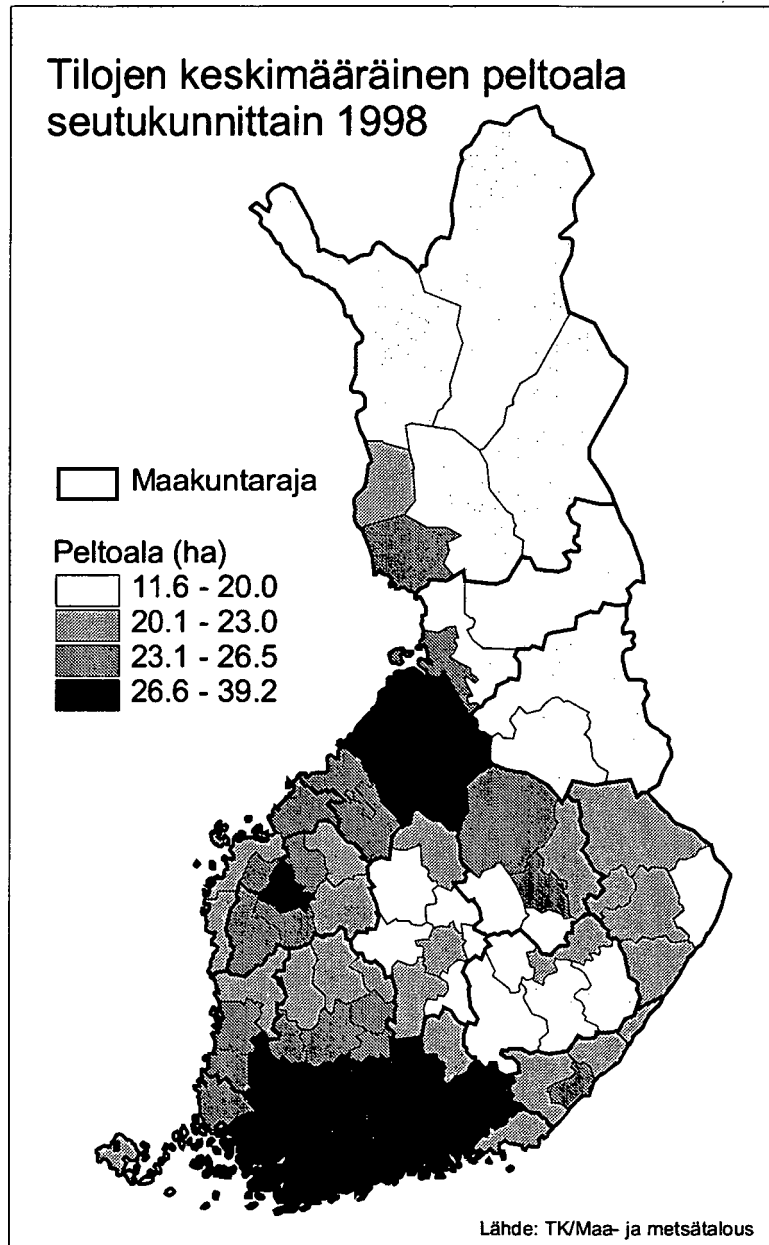 Tilojen keskimääräinen peltoala
seutukunnittain 1998
Maakuntaraja
Peltoala (ha)
11.6 - 20.0
20.1 - 23.0
23.1 - 26.5
26.6 - 39.2
Lähde: TK/Maa- ja metsätalous